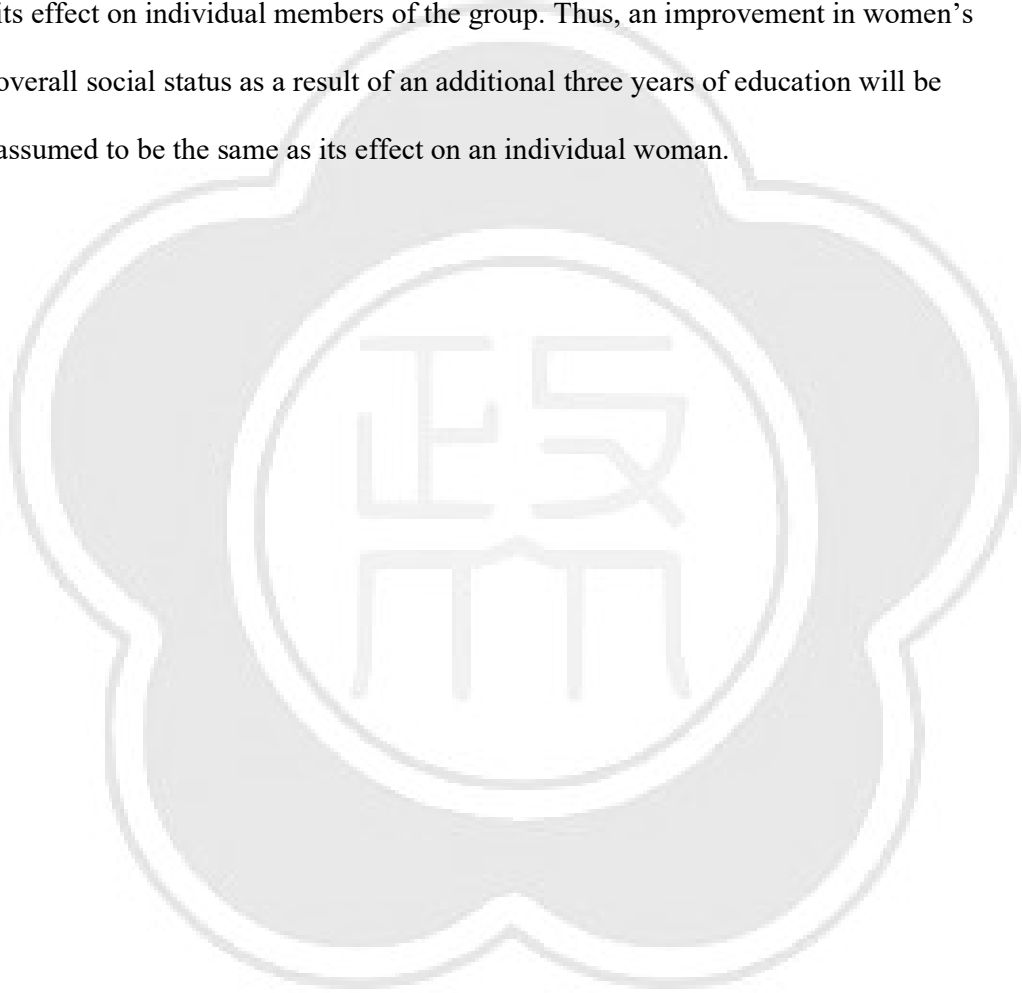 its effect on individual members of the group. Thus, an improvement in women’s
overall social status as a result of an additional three years of education will be
assumed to be the same as its effect on an individual woman.
政大